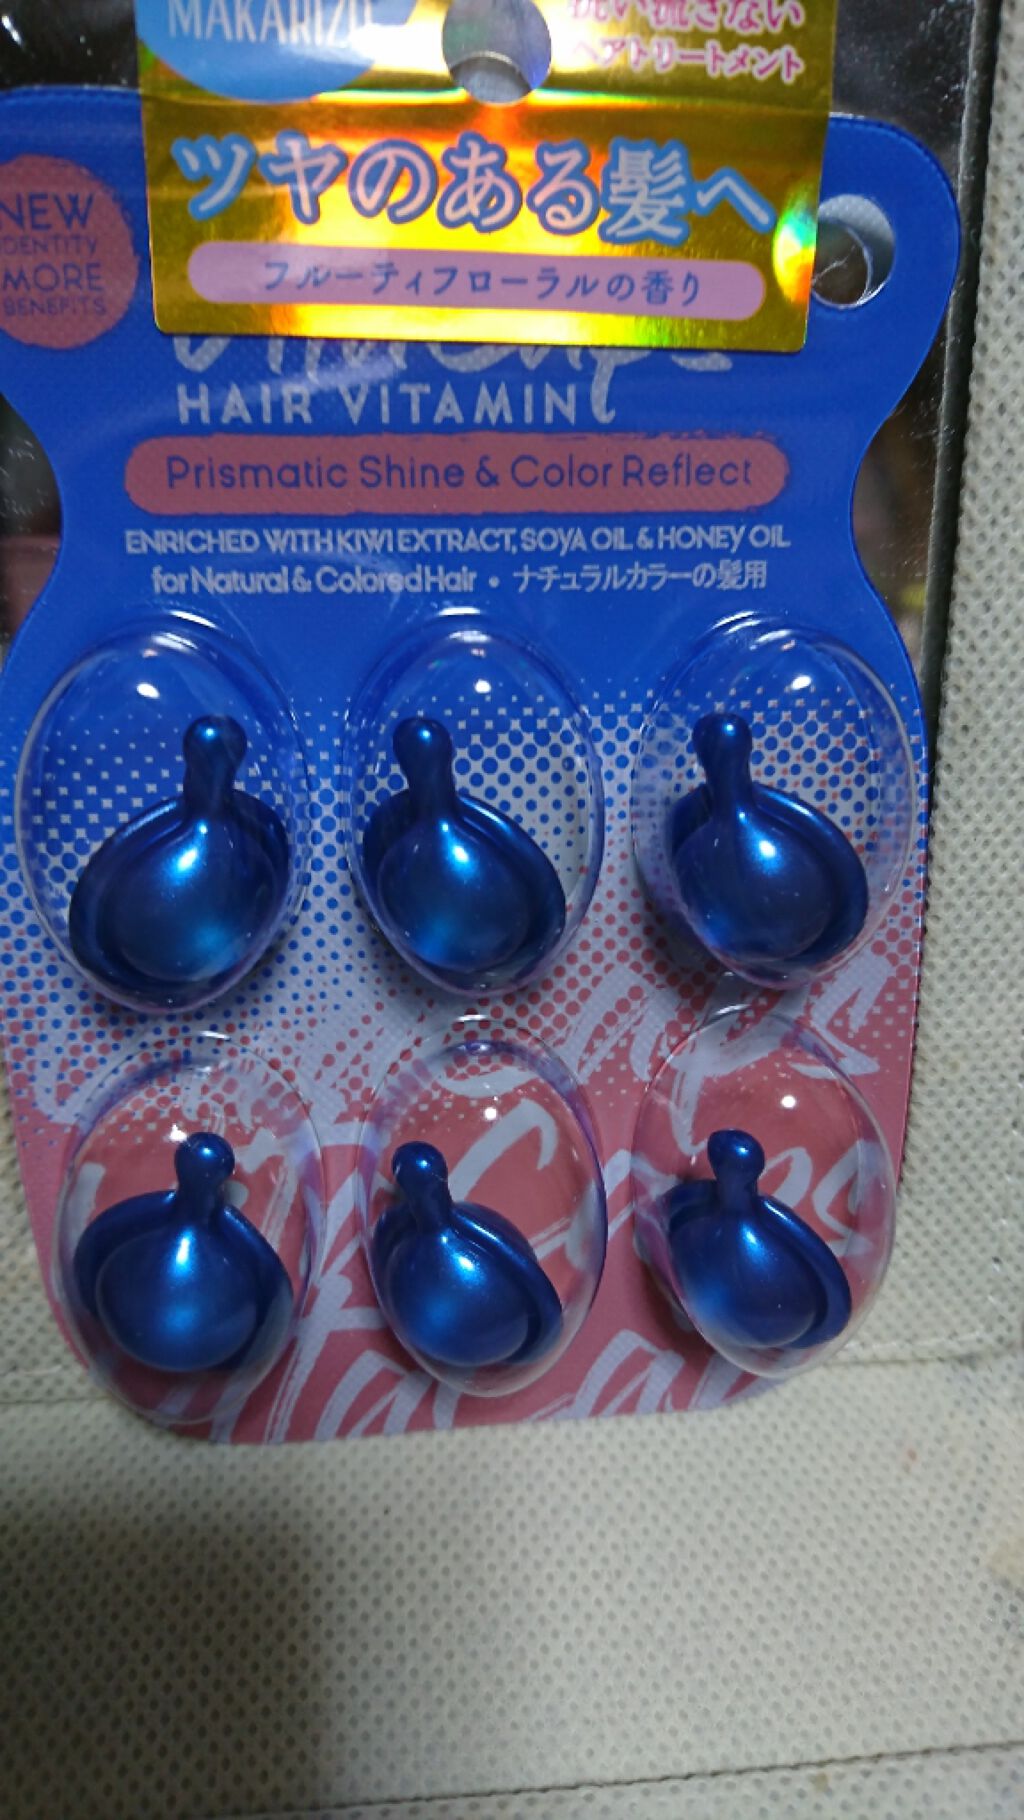 MAKARIZO
洗い流さない
ヘアトリートメント
ツヤのある髪へ
フルーティフローラルの香り
NEW
IDENTITY
MORE
BENEFITS
HAIR VITAMIN
Prismatic Shine & Color Reflect
ENRICHED WITH KIWI EXTRACT, SOYA OIL & HONEY OIL
for Natural & Colored Hair • ナチュラルカラーの髪用